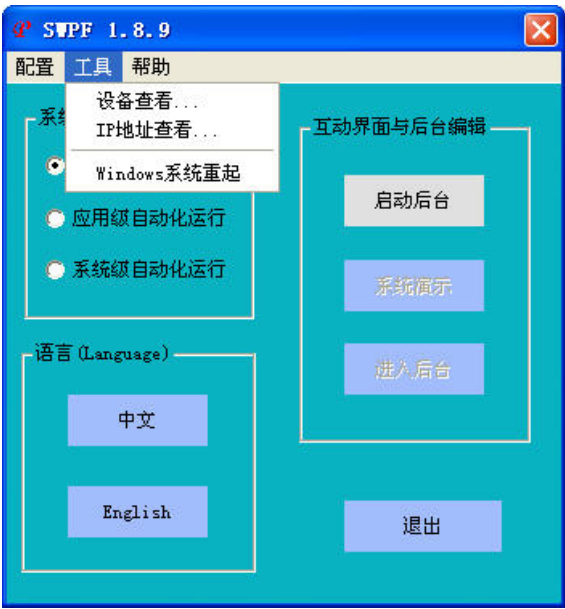 SWPF 1.8.9
配置 工具 帮助
设备查看...
IP地址查看...
Windows系统重起
系
应用级自动化运行
系统级自动化运行
互动界面与后台编辑
启动后台
系统演示
进入后台
语言(Language)
中文
English
退出